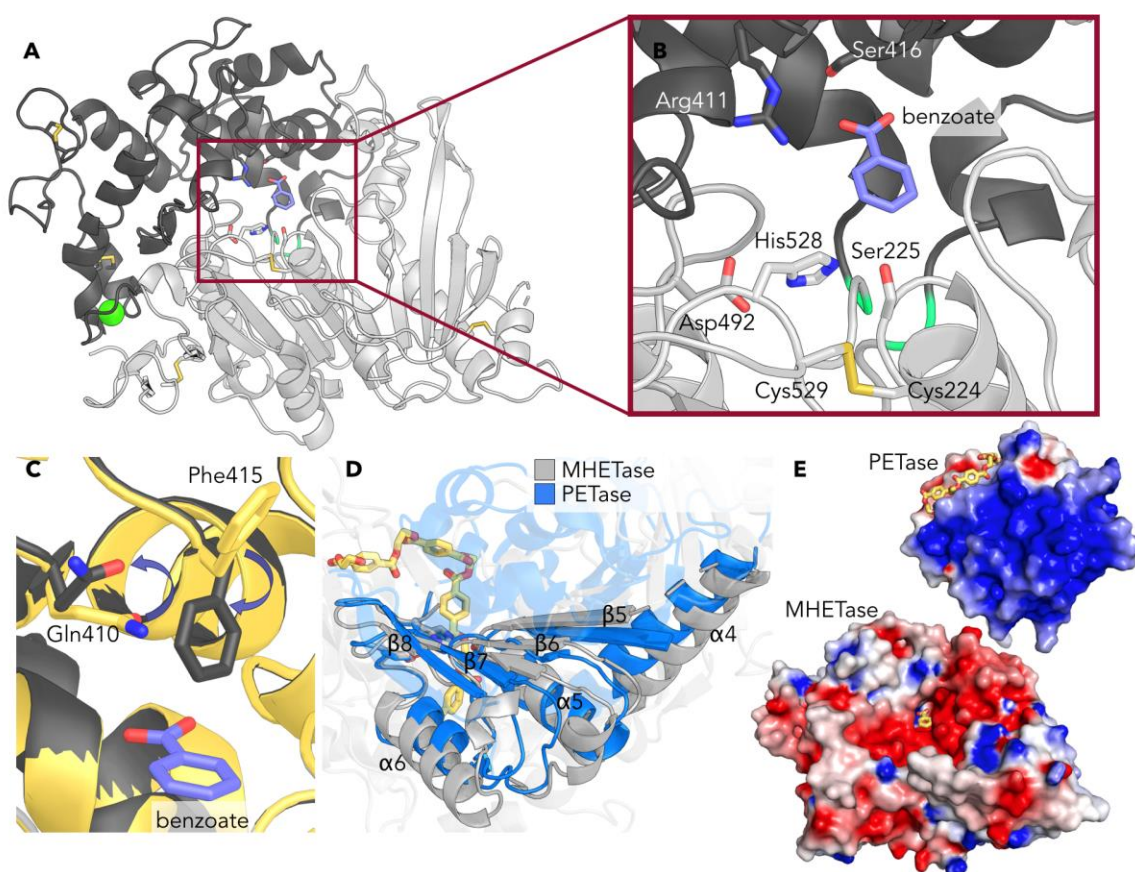 A
B
Ser416
Arg411
benzoate
His528
Ser225
Asp492
Cys529
Cys224
C
Phe415
Gln410
benzoate
D
MHETase
PETase
β5
β8
β7
β6
α4
α5
α6
E
PETase
MHETase